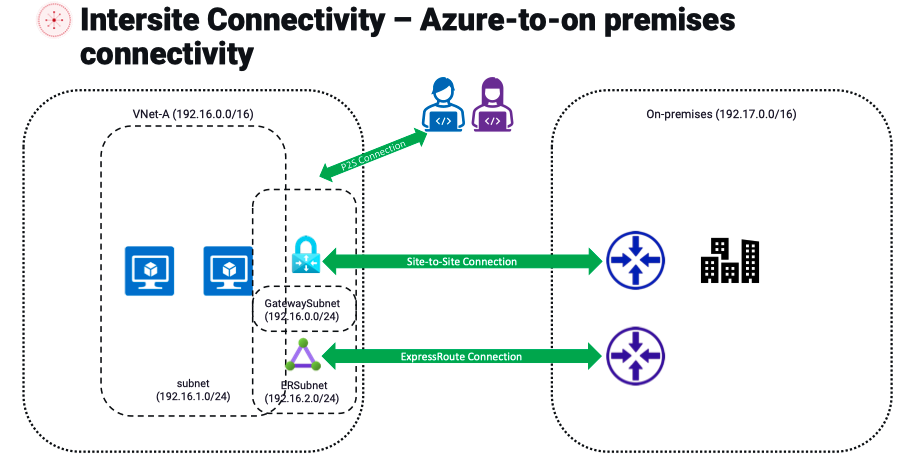 Intersite Connectivity – Azure-to-on premises
connectivity
VNet-A (192.16.0.0/16)
On-premises (192.17.0.0/16)
</>
</>
P2S Connection
Site-to-Site Connection
GatewaySubnet
(192.16.0.0/24)
ExpressRoute Connection
subnet
(192.16.1.0/24)
ERSubnet
(192.16.2.0/24)